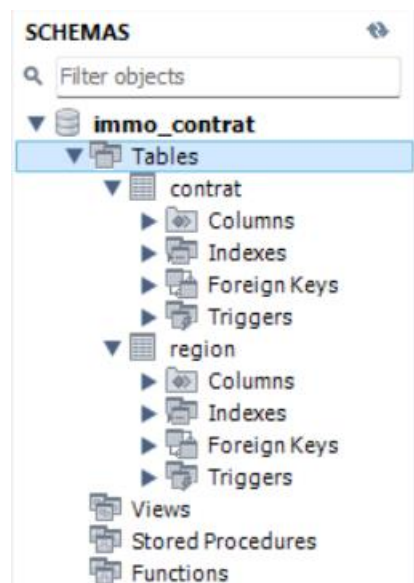 SCHEMAS
Filter objects
immo_contrat
Tables
contrat
Columns
Indexes
Foreign Keys
Triggers
region
Columns
Indexes
Foreign Keys
Triggers
Views
Stored Procedures
Functions